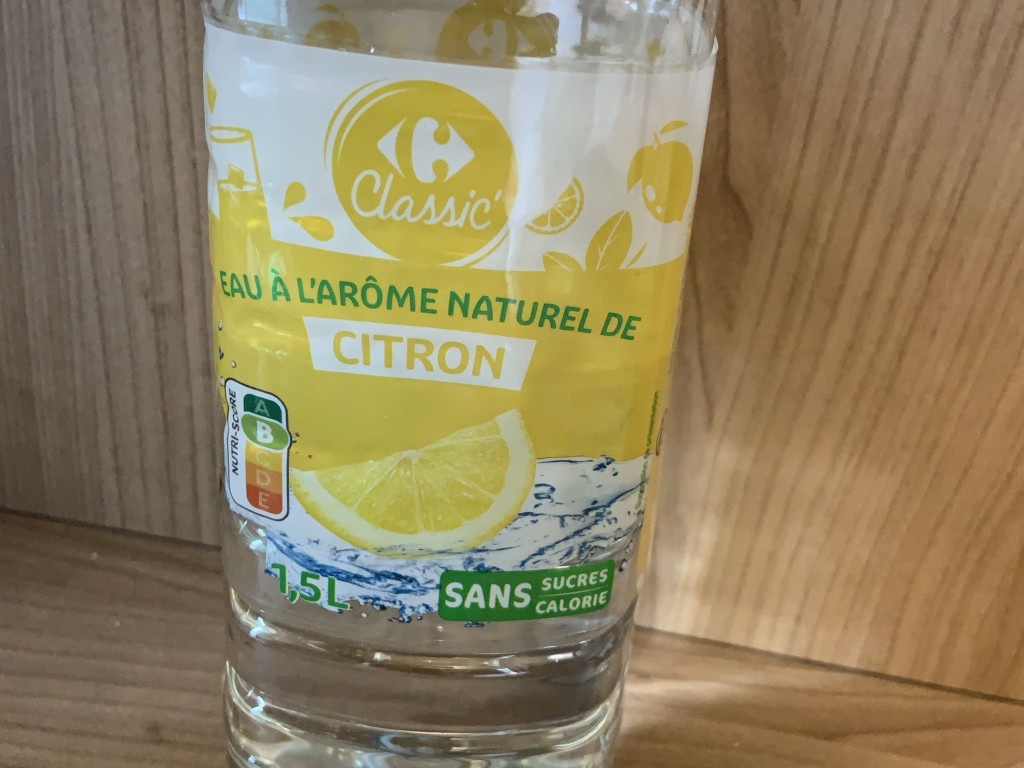 Classic'
EAU À L'ARÔME NATUREL DE
CITRON
NUTRI-SCORE
A
B
C
D
E
1,5L
SANS SUCRES
CALORIE